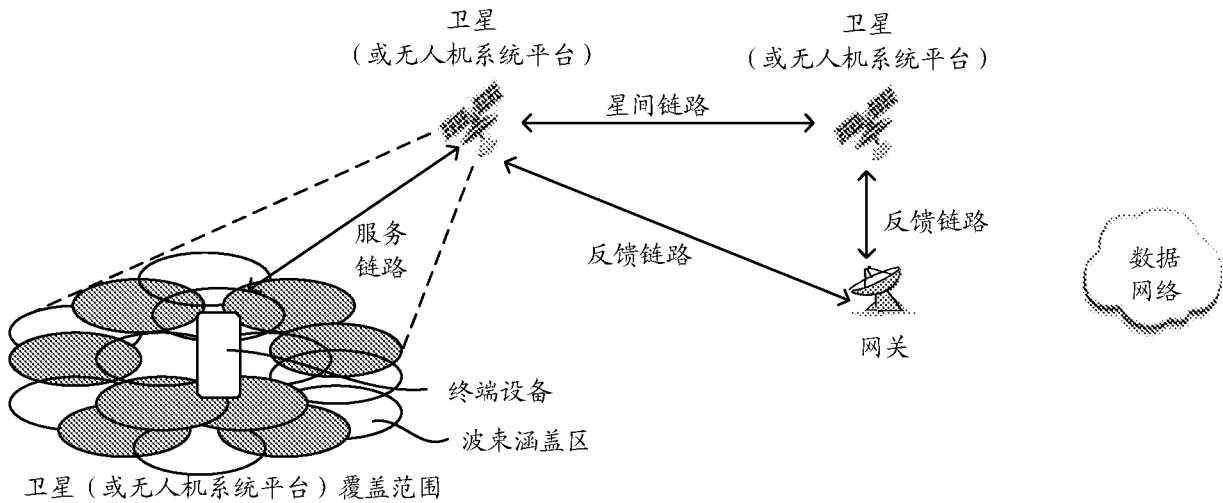 卫星
（或无人机系统平台）
卫星
（或无人机系统平台）
星间链路
服务
链路
反馈链路
反馈链路
数据
网络
网关
终端设备
波束涵盖区
卫星（或无人机系统平台）覆盖范围